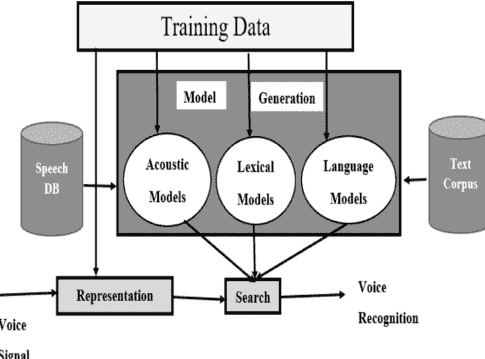 Training Data
Model Generation
Speech
DB
Acoustic
Models
Lexical
Models
Language
Models
Text
Corpus
Representation
Search
Voice
Recognition
Voice
Signal